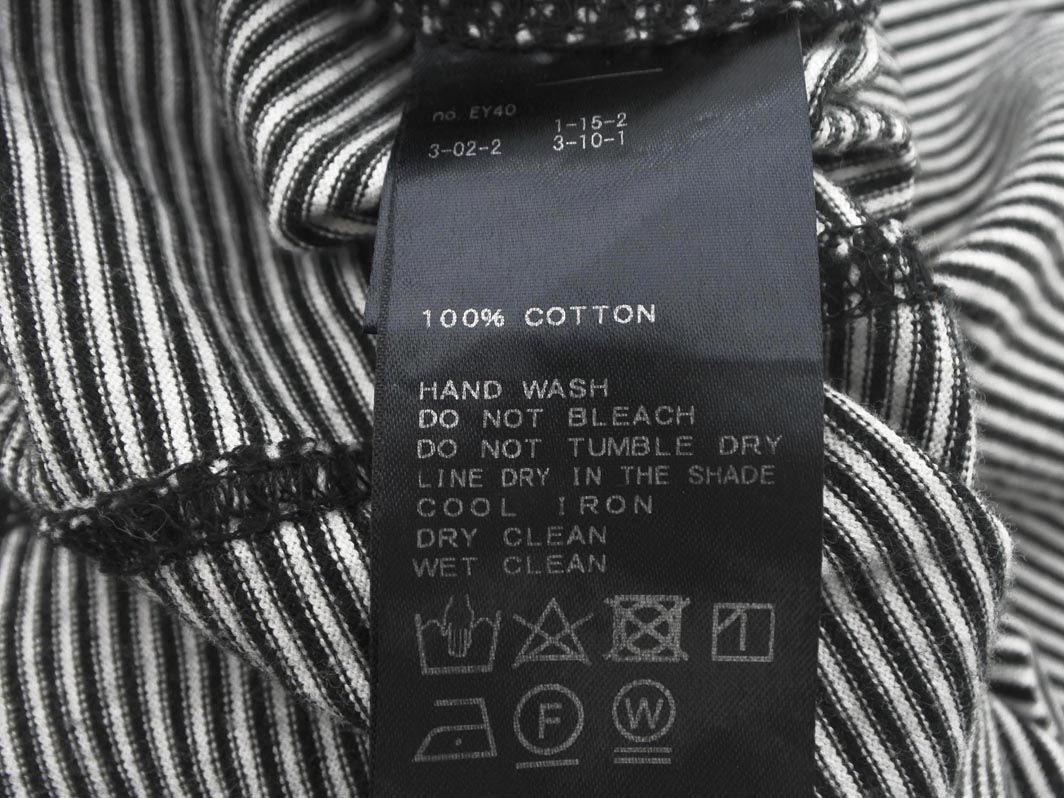 no. EY40
1-15-2
3-02-2
3-10-1
100% COTTON
HAND WASH
DO NOT BLEACH
DO NOT TUMBLE DRY
LINE DRY IN THE SHADE
COOL IRON
DRY CLEAN
WET CLEAN
F
W